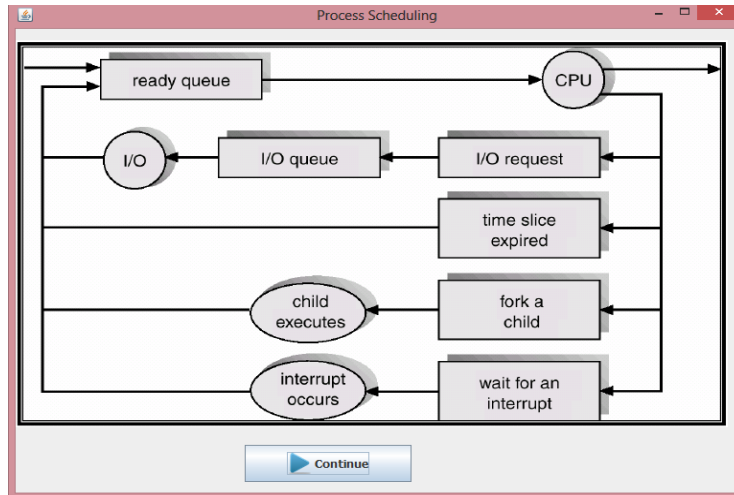 Process Scheduling
ready queue
CPU
I/O
I/O queue
I/O request
time slice
expired
child
executes
fork a
child
interrupt
occurs
wait for an
interrupt
Continue